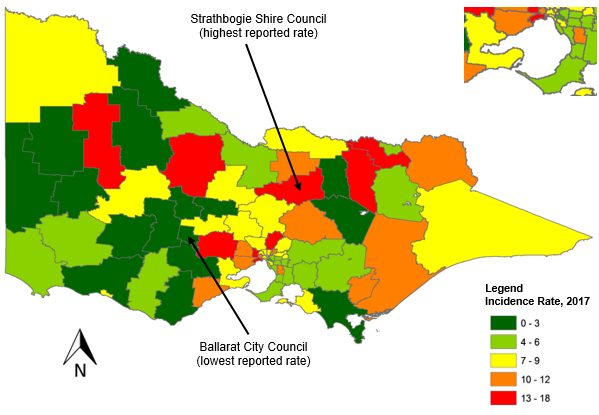 Strathbogie Shire Council
(highest reported rate)
Legend
Incidence Rate, 2017
0 - 3
4 - 6
7 - 9
10 - 12
13 - 18
Ballarat City Council
(lowest reported rate)
N